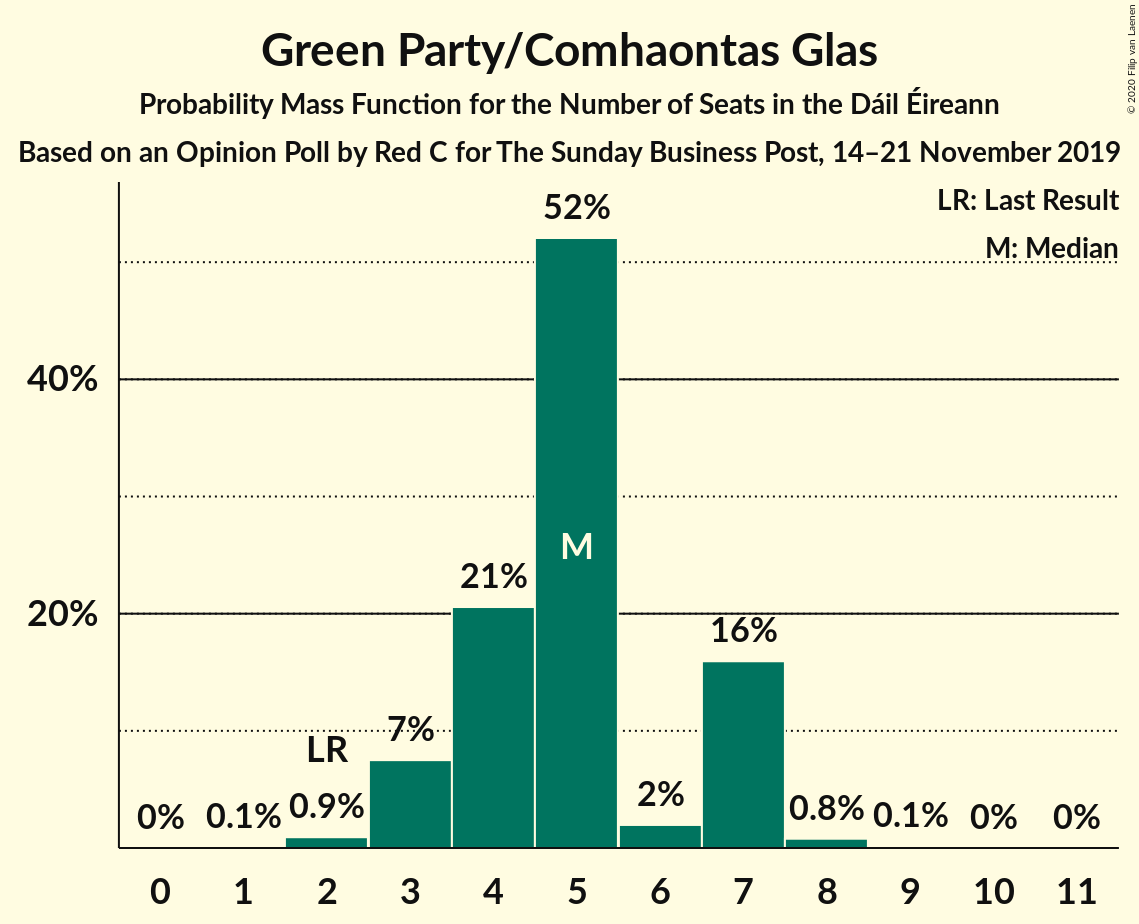 Green Party/Comhaontas Glas
Probability Mass Function for the Number of Seats in the Dáil Éireann
Based on an Opinion Poll by Red C for The Sunday Business Post, 14–21 November 2019
© 2020 Filip van Laenen
LR: Last Result
M: Median
52%
40%
M
21%
20%
16%
7%
LR
0% 0.1% 0.9% 2% 0.8% 0.1% 0% 0%
0 1 2 3 4 5 6 7 8 9 10 11